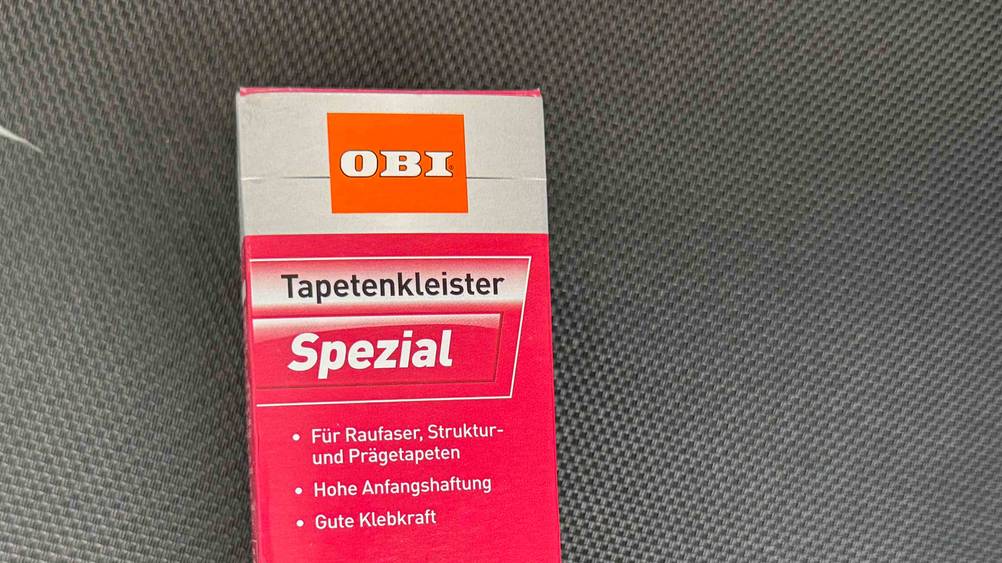 OBI
Tapetenkleister
Spezial
• Für Raufaser, Struktur-
und Prägetapeten
• Hohe Anfangshaftung
• Gute Klebkraft